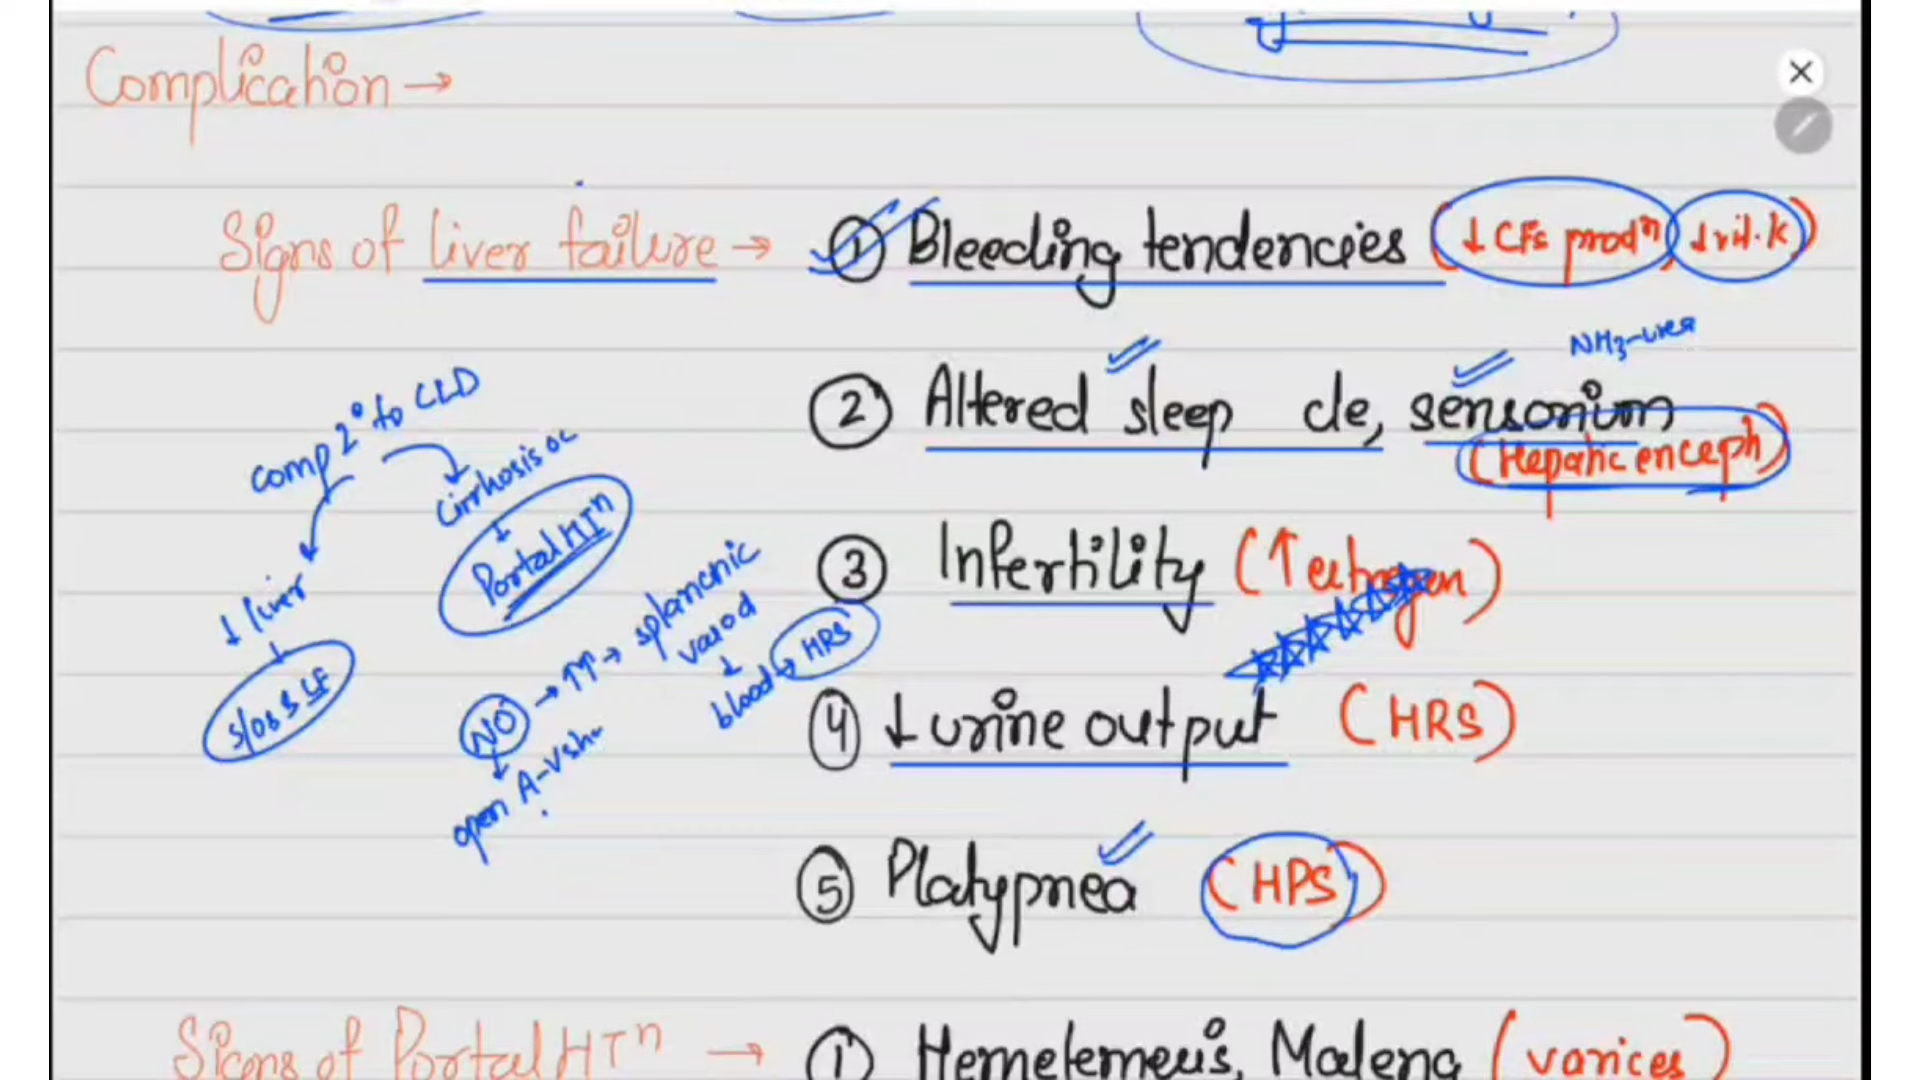 Complication →
Signs of liver failure → ① Bleeding tendencies (↓ CFs prodⁿ, ↓ vit. k)
NH3-urea
② Altered sleep cle, sensorium
(Hepatic enceph)
comp 2° to CLD
cirrhosis
↓
Portal HTⁿ
↓ liver
↓
s/o s LF
③ Infertility (↑ estrogen)
NO → ↑↑ → splanchnic
vasod
↓
blood → HRS
↓
open A-V sh
④ ↓ urine output (HRS)
⑤ Platypnea (HPS)
Signs of Portal HTⁿ → ① Hemetemeus, Malena (varices)